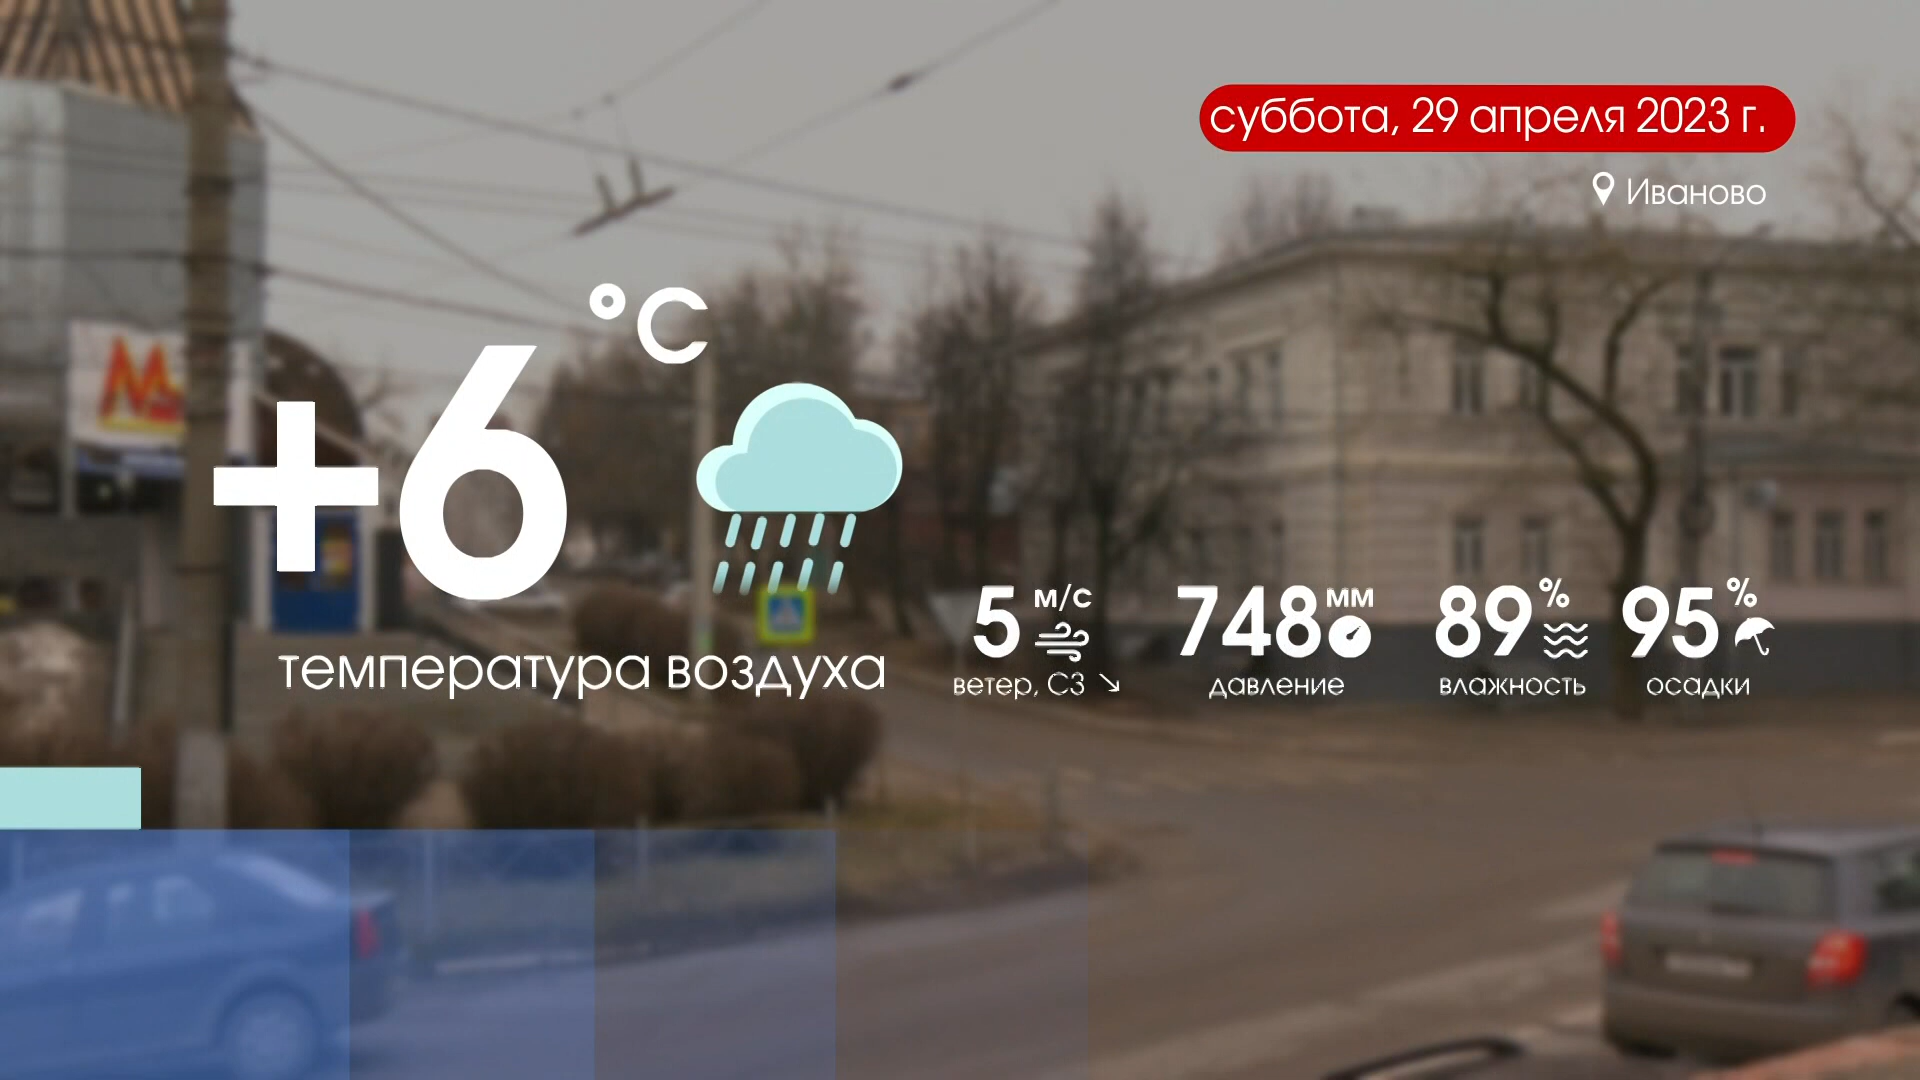 суббота, 29 апреля 2023 г.
Иваново
+6 °C
температура воздуха
5 м/с
ветер, СЗ ↘
748 мм
давление
89 %
влажность
95 %
осадки